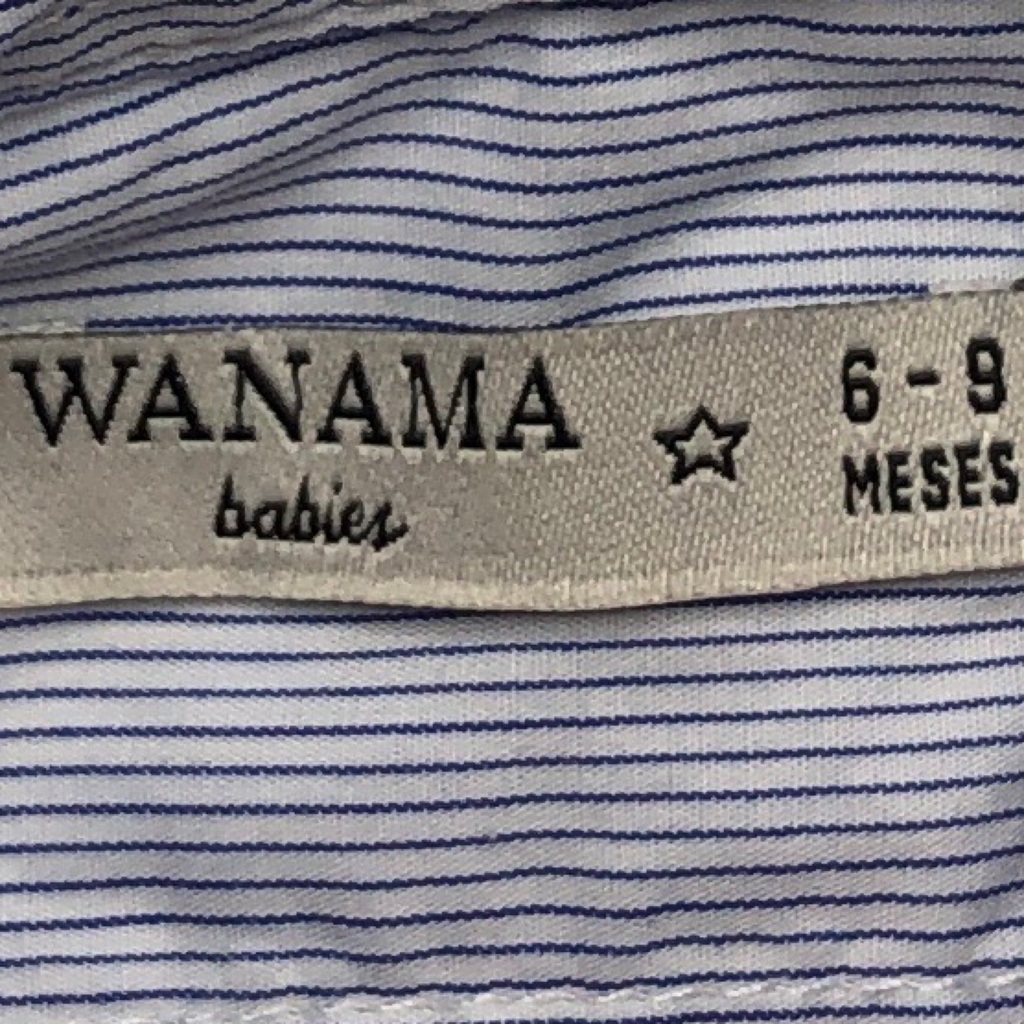 WANAMA
babies
6 - 9
MESES